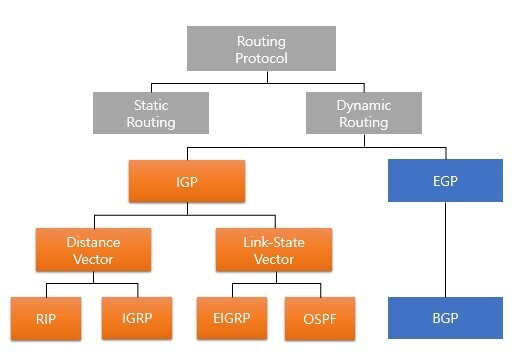 Routing
Protocol
Static
Routing
Dynamic
Routing
IGP
EGP
Distance
Vector
Link-State
Vector
RIP
IGRP
EIGRP
OSPF
BGP